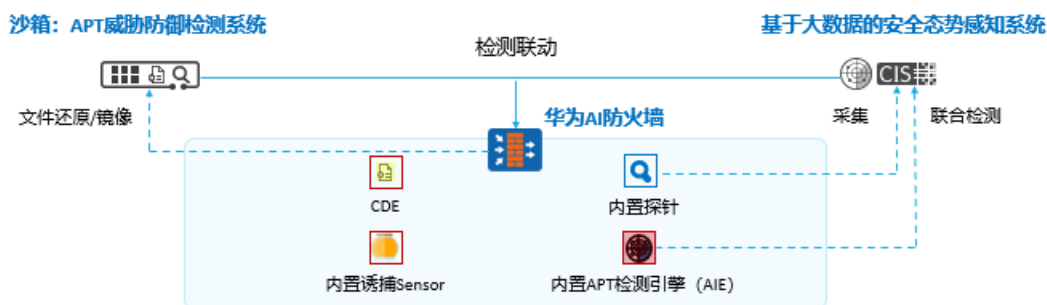 沙箱：APT威胁防御检测系统
基于大数据的安全态势感知系统
检测联动
CIS
文件还原/镜像
华为AI防火墙
采集
联合检测
CDE
内置探针
内置诱捕Sensor
内置APT检测引擎（AIE）